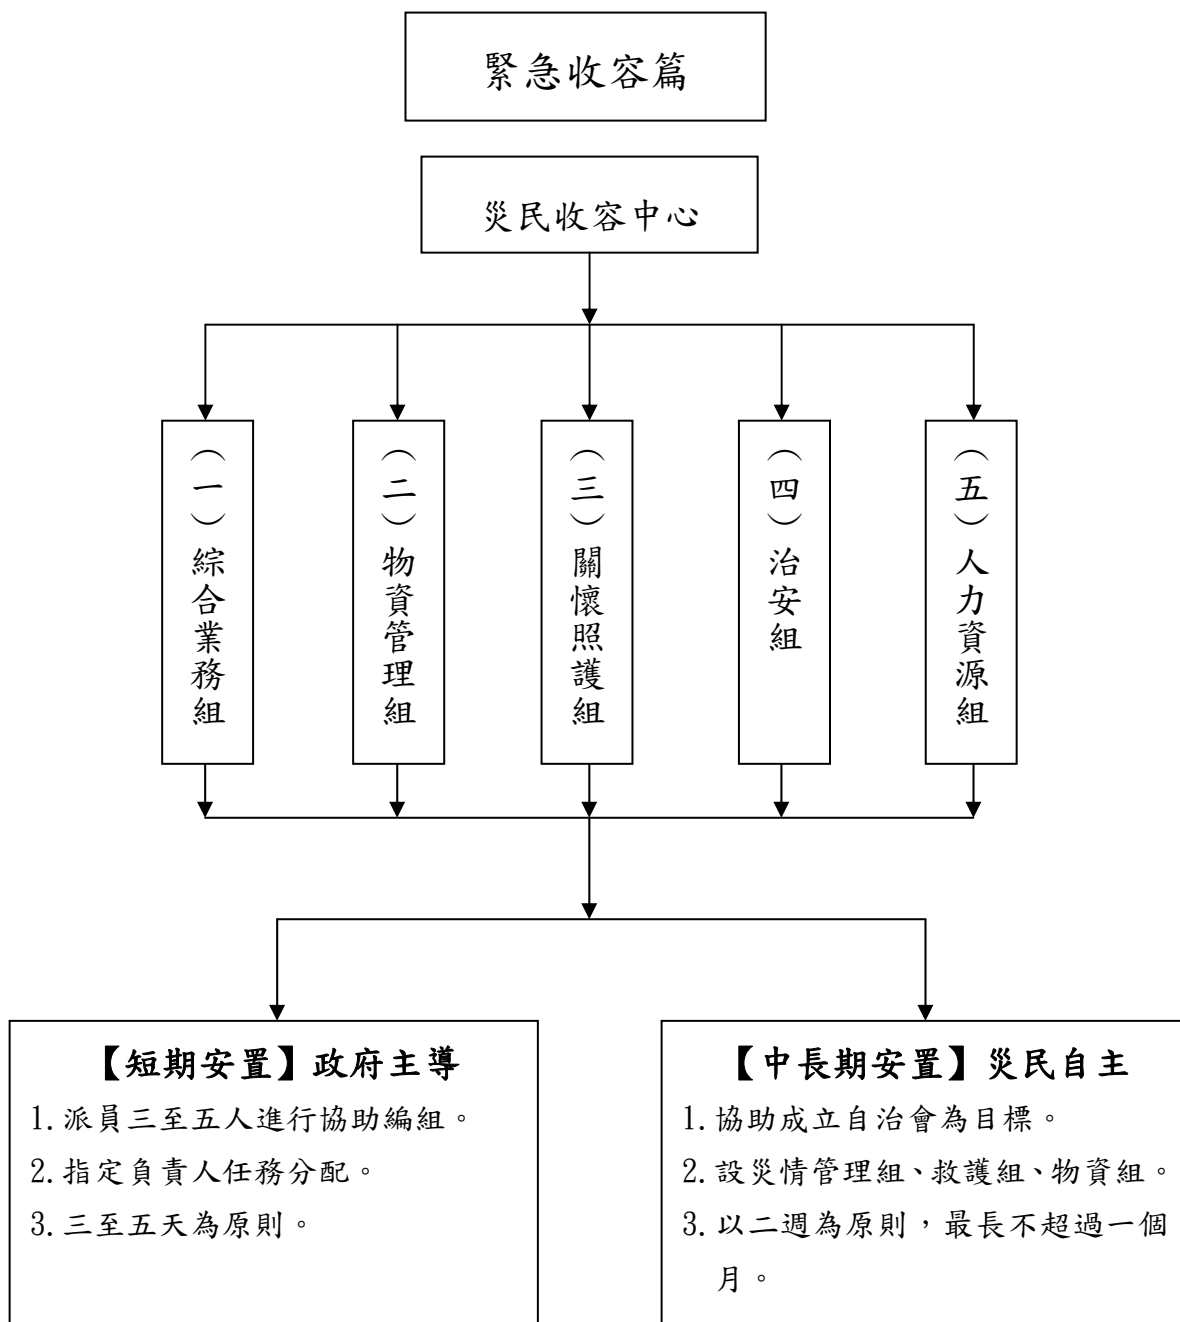 緊急收容篇
災民收容中心
（一）綜合業務組
（二）物資管理組
（三）關懷照護組
（四）治安組
（五）人力資源組
【短期安置】政府主導
1.派員三至五人進行協助編組。
2.指定負責人任務分配。
3.三至五天為原則。
【中長期安置】災民自主
1.協助成立自治會為目標。
2.設災情管理組、救護組、物資組。
3.以二週為原則，最長不超過一個
月。